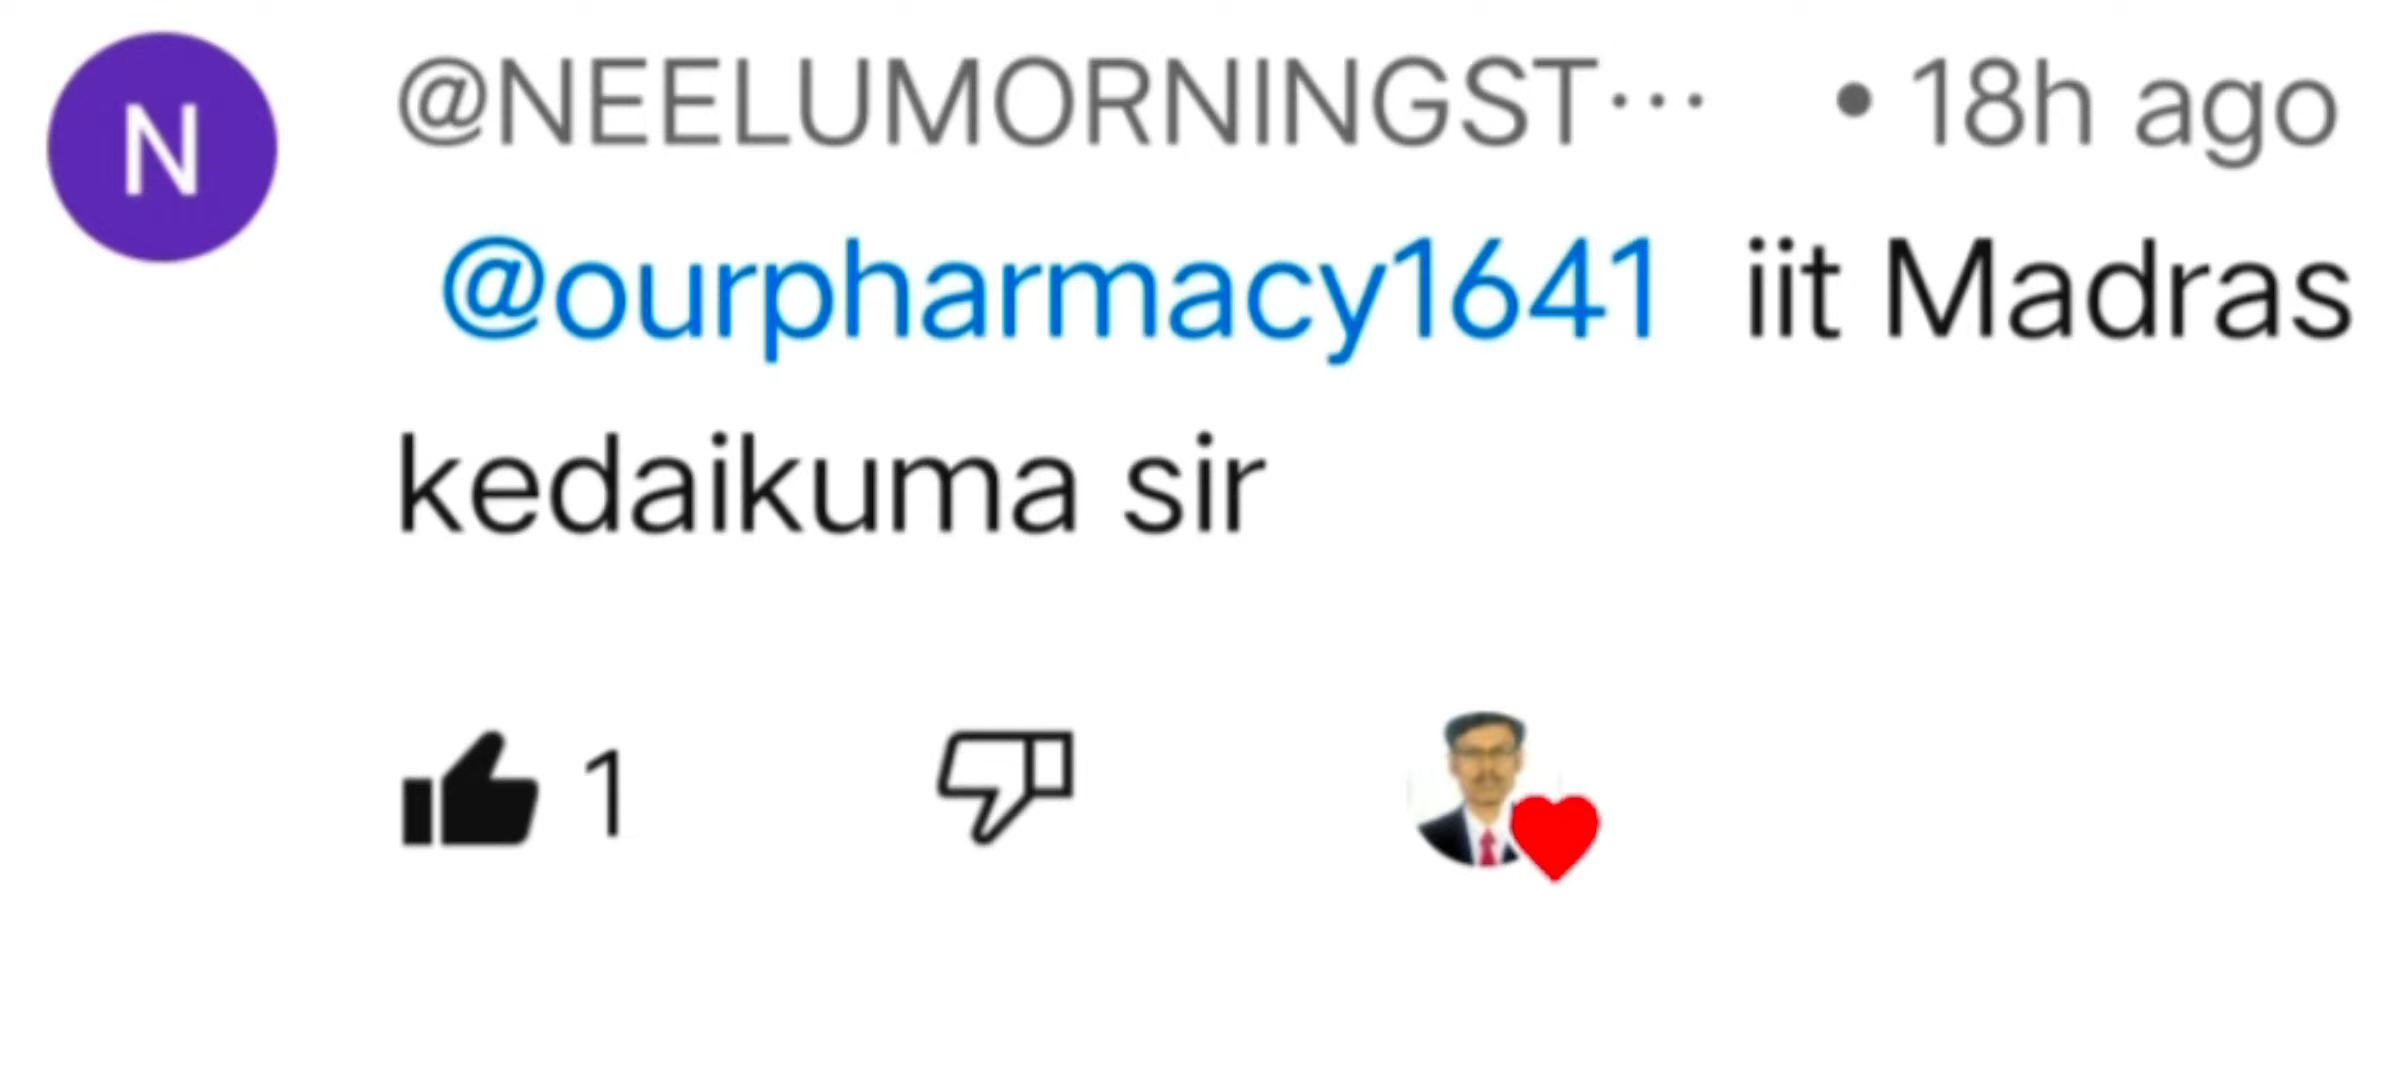 N
@NEELUMORNINGST··· • 18h ago
@ourpharmacy1641 iit Madras
kedaikuma sir
1